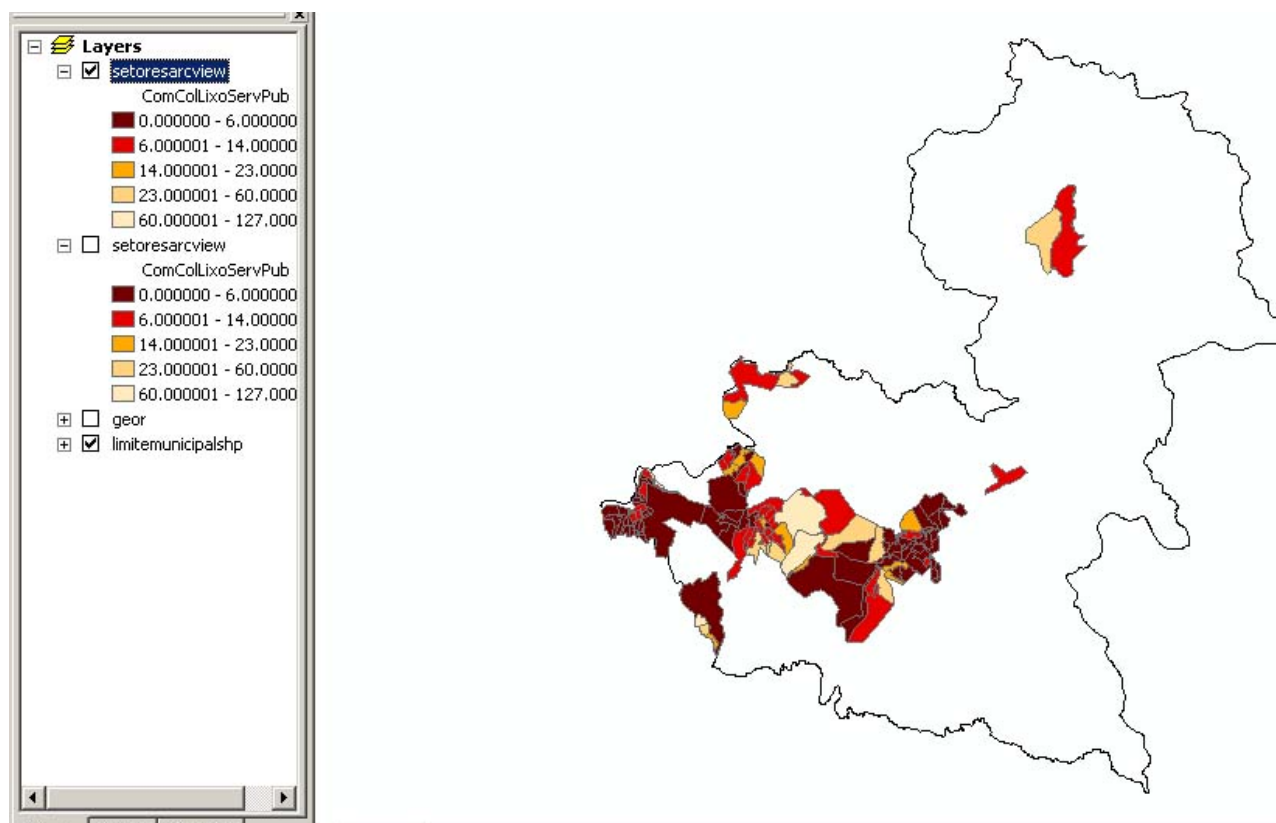 Layers
setoresarcview
ComColLixoServPub
0.000000 - 6.000000
6.000001 - 14.00000
14.000001 - 23.0000
23.000001 - 60.0000
60.000001 - 127.000
setoresarcview
ComColLixoServPub
0.000000 - 6.000000
6.000001 - 14.00000
14.000001 - 23.0000
23.000001 - 60.0000
60.000001 - 127.000
geor
limitemunicipalshp